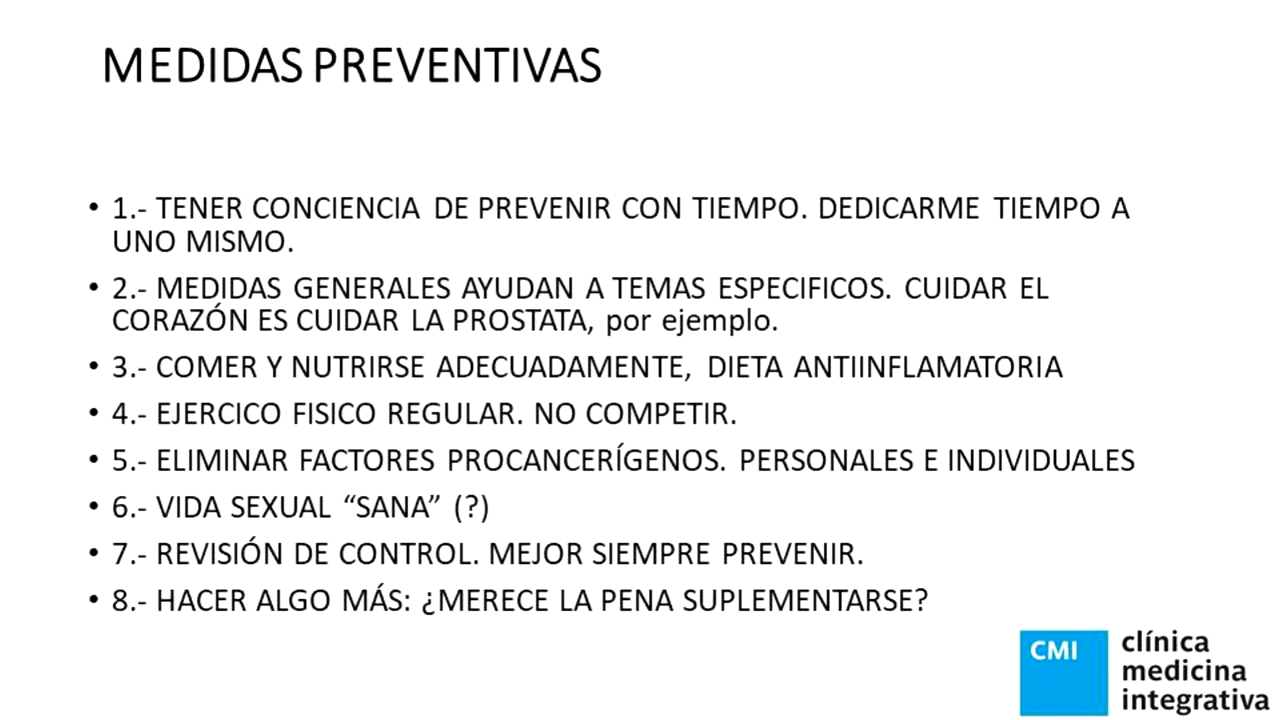 MEDIDAS PREVENTIVAS
• 1.- TENER CONCIENCIA DE PREVENIR CON TIEMPO. DEDICARME TIEMPO A
UNO MISMO.
• 2.- MEDIDAS GENERALES AYUDAN A TEMAS ESPECIFICOS. CUIDAR EL
CORAZÓN ES CUIDAR LA PROSTATA, por ejemplo.
• 3.- COMER Y NUTRIRSE ADECUADAMENTE, DIETA ANTIINFLAMATORIA
• 4.- EJERCICO FISICO REGULAR. NO COMPETIR.
• 5.- ELIMINAR FACTORES PROCANCERÍGENOS. PERSONALES E INDIVIDUALES
• 6.- VIDA SEXUAL “SANA” (?)
• 7.- REVISIÓN DE CONTROL. MEJOR SIEMPRE PREVENIR.
• 8.- HACER ALGO MÁS: ¿MERECE LA PENA SUPLEMENTARSE?
CMI
clínica
medicina
integrativa